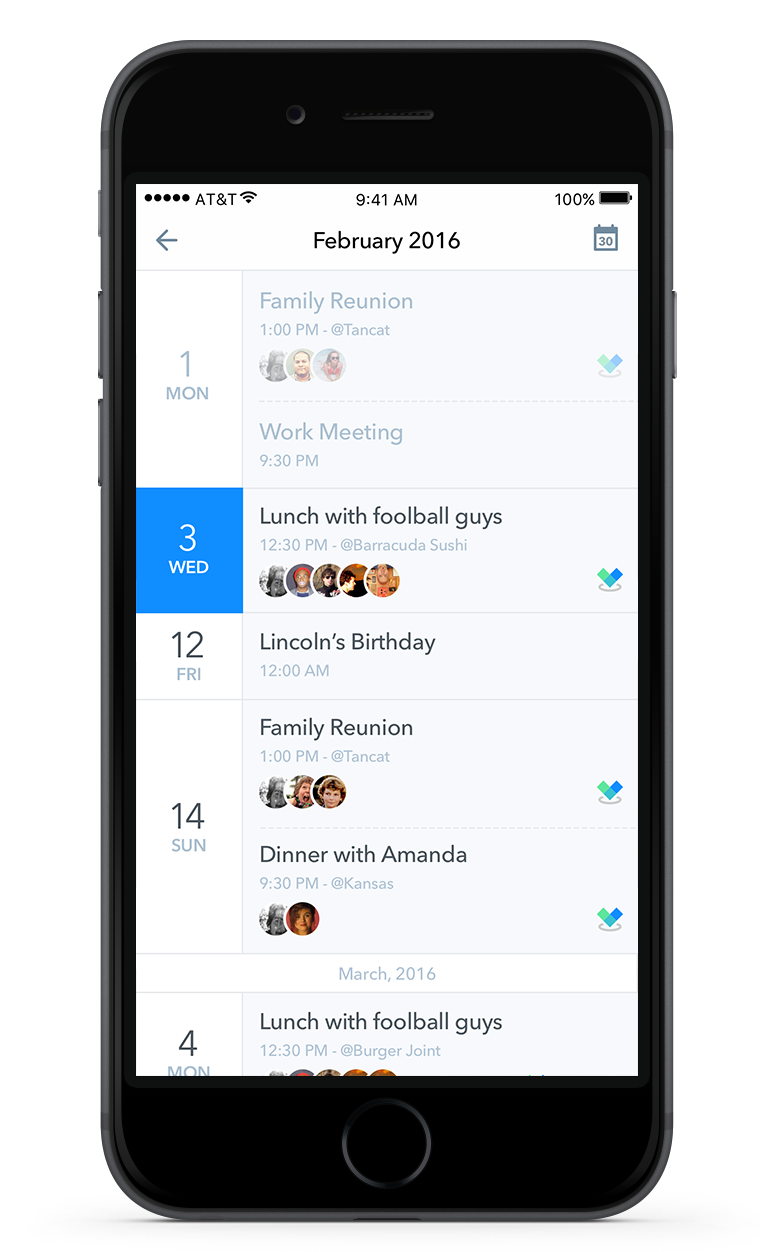 AT&T 9:41 AM 100%
February 2016 30
1
MON
Family Reunion
1:00 PM - @Tancat
Work Meeting
9:30 PM
3
WED
Lunch with foolball guys
12:30 PM - @Barracuda Sushi
12
FRI
Lincoln’s Birthday
12:00 AM
14
SUN
Family Reunion
1:00 PM - @Tancat
Dinner with Amanda
9:30 PM - @Kansas
March, 2016
4
MON
Lunch with foolball guys
12:30 PM - @Burger Joint